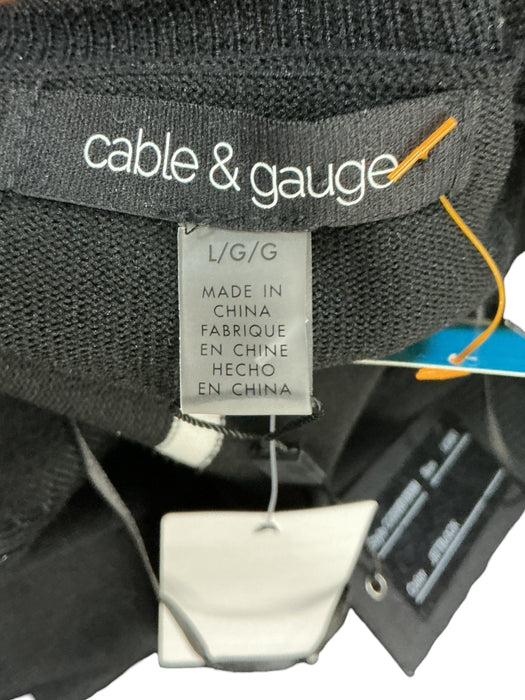 cable & gauge
L/G/G
MADE IN
CHINA
FABRIQUE
EN CHINE
HECHO
EN CHINA